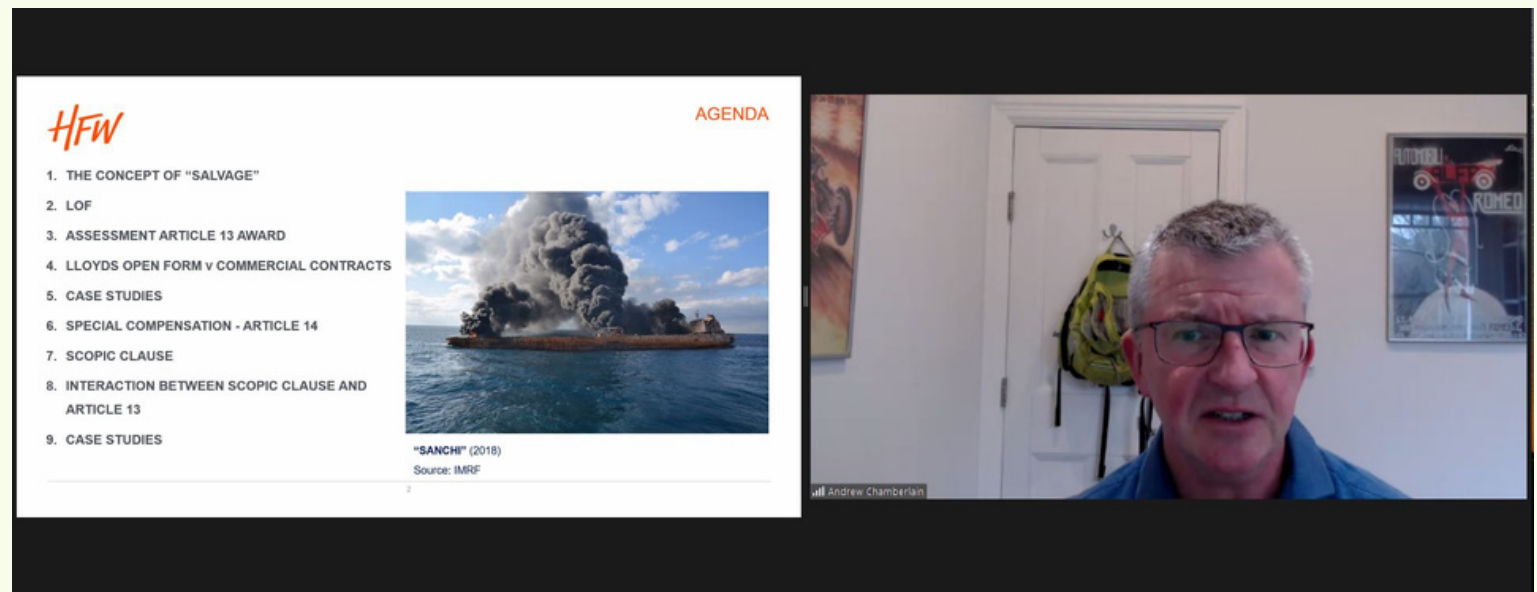 HFW
AGENDA
1. THE CONCEPT OF “SALVAGE”
2. LOF
3. ASSESSMENT ARTICLE 13 AWARD
4. LLOYDS OPEN FORM v COMMERCIAL CONTRACTS
5. CASE STUDIES
6. SPECIAL COMPENSATION - ARTICLE 14
7. SCOPIC CLAUSE
8. INTERACTION BETWEEN SCOPIC CLAUSE AND
ARTICLE 13
9. CASE STUDIES
“SANCHI” (2018)
Source: IMRF
2
Andrew Chamberlain
AUTOMOBILI
ROMEO